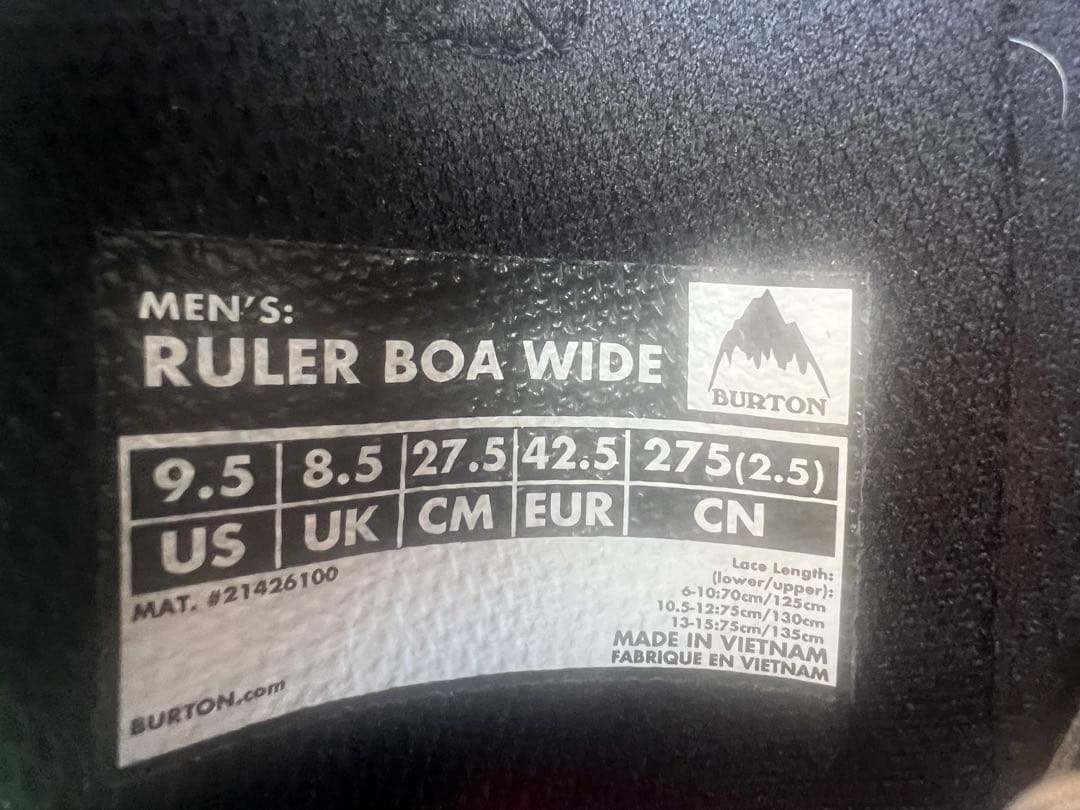 MEN'S:
RULER BOA WIDE
BURTON
9.5 8.5 27.5 42.5 275(2.5)
US UK CM EUR CN
MAT. #21426100
Lace Length:
(lower/upper):
6-10:70cm/125cm
10.5-12:75cm/130cm
13-15:75cm/135cm
MADE IN VIETNAM
FABRIQUE EN VIETNAM
BURTON.com